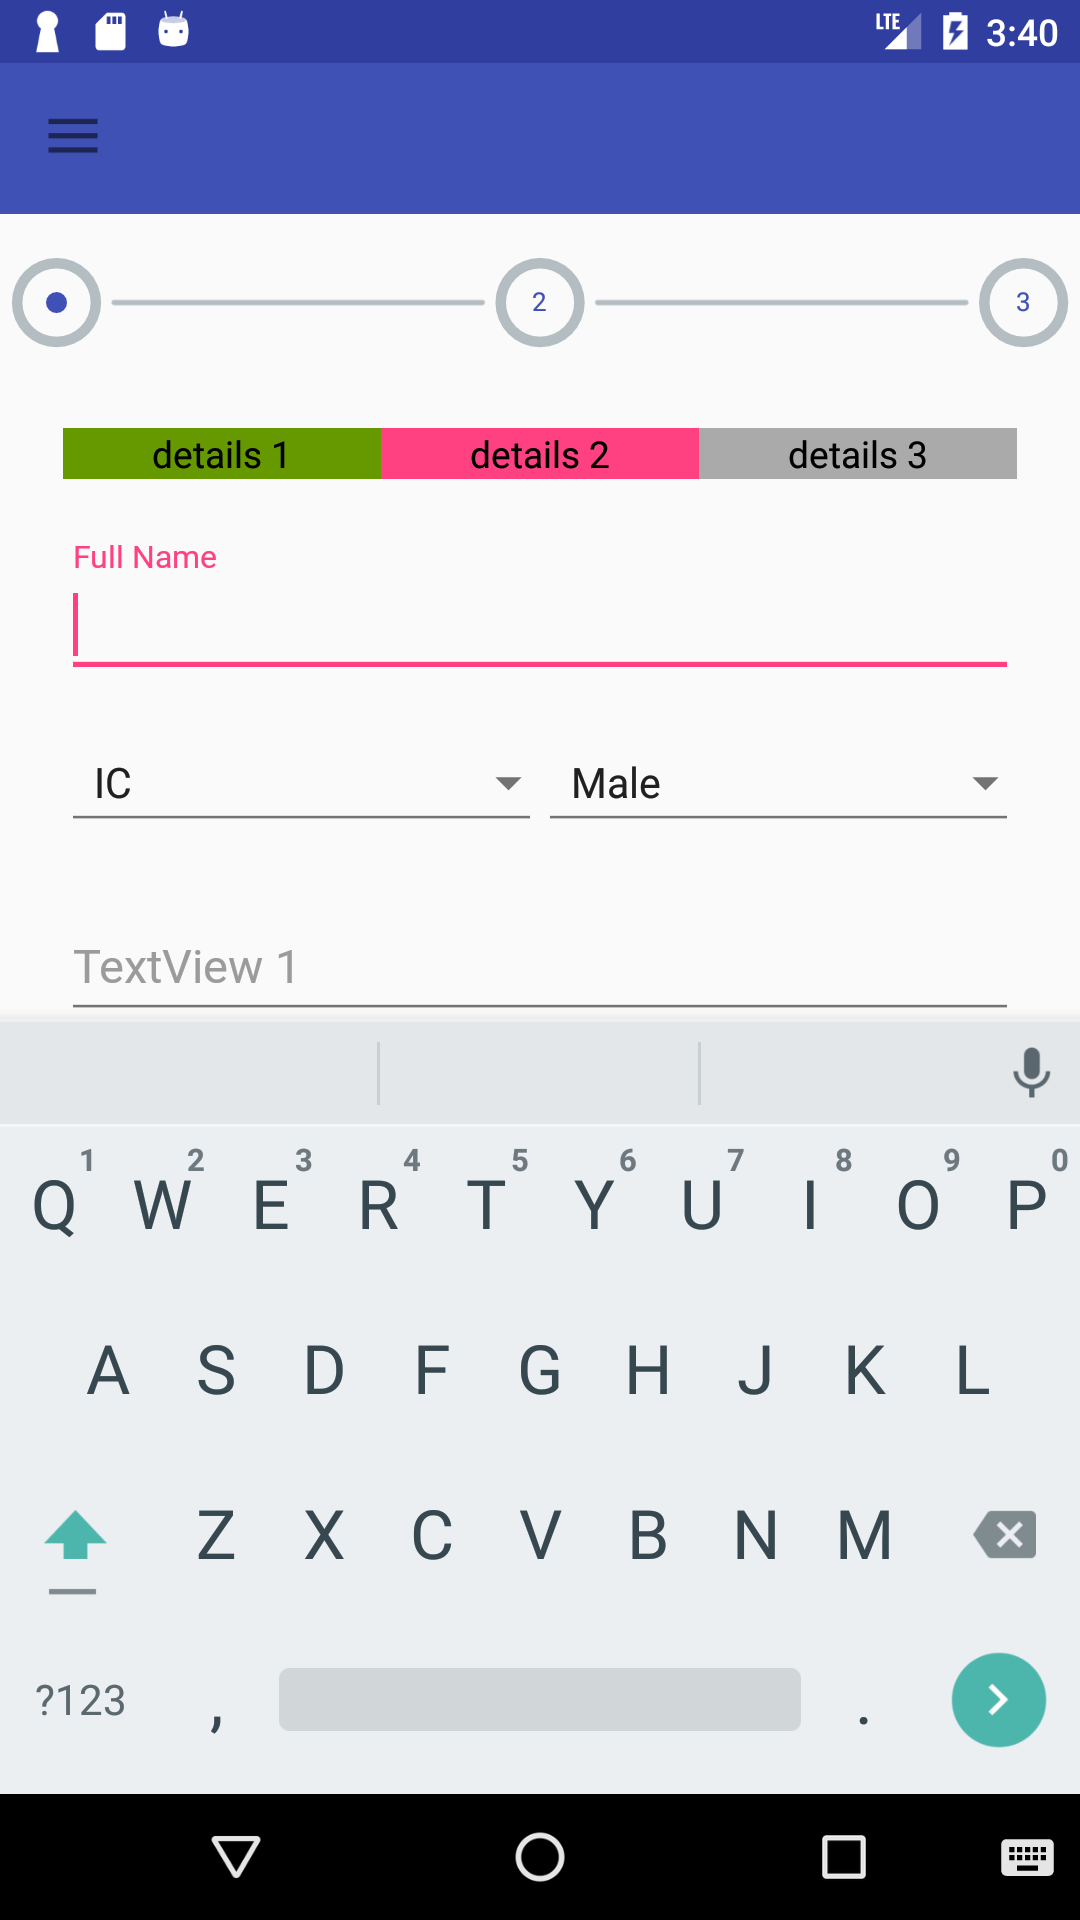 LTE 3:40
2 3
details 1 details 2 details 3
Full Name
IC Male
TextView 1
1 2 3 4 5 6 7 8 9 0
Q W E R T Y U I O P
A S D F G H J K L
Z X C V B N M
?123 , .